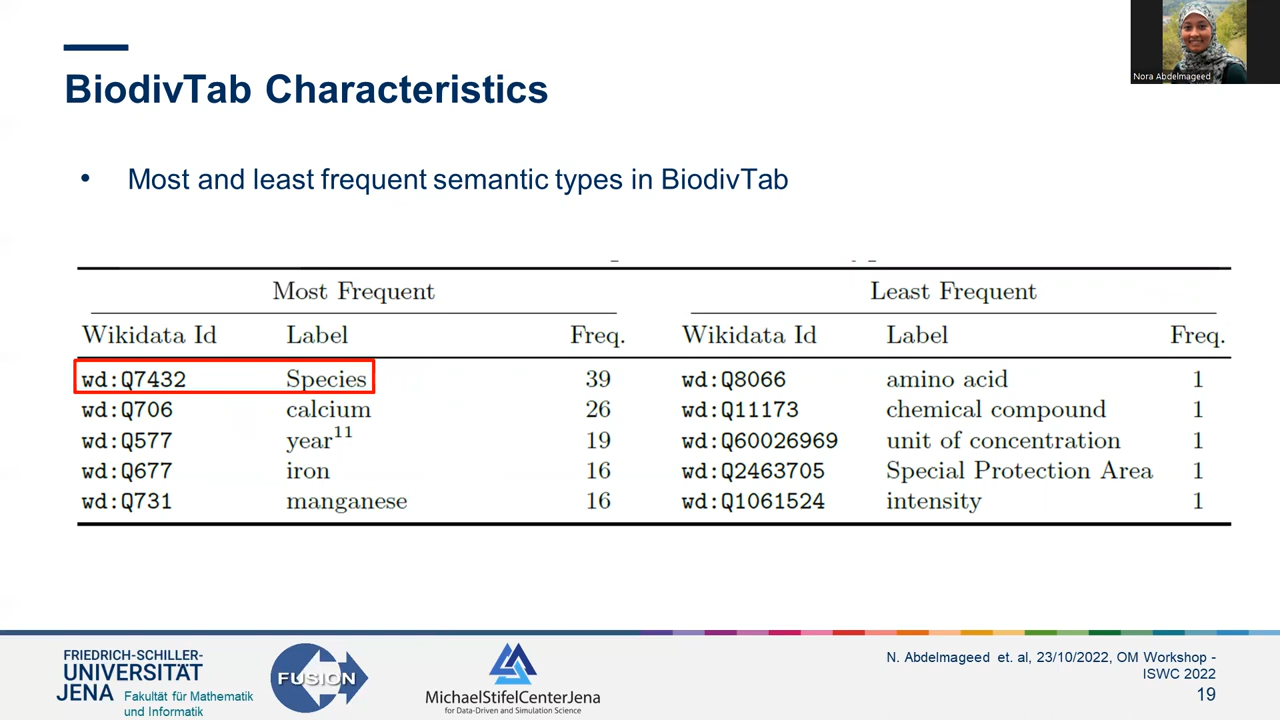 Nora Abdelmageed
BiodivTab Characteristics
• Most and least frequent semantic types in BiodivTab
Most Frequent Least Frequent
Wikidata Id Label Freq. Wikidata Id Label Freq.
wd:Q7432 Species 39 wd:Q8066 amino acid 1
wd:Q706 calcium 26 wd:Q11173 chemical compound 1
wd:Q577 year11 19 wd:Q60026969 unit of concentration 1
wd:Q677 iron 16 wd:Q2463705 Special Protection Area 1
wd:Q731 manganese 16 wd:Q1061524 intensity 1
FRIEDRICH-SCHILLER-
UNIVERSITÄT
JENA Fakultät für Mathematik
und Informatik
FUSION
MichaelStifelCenterJena
for Data-Driven and Simulation Science
N. Abdelmageed et. al, 23/10/2022, OM Workshop -
ISWC 2022
19